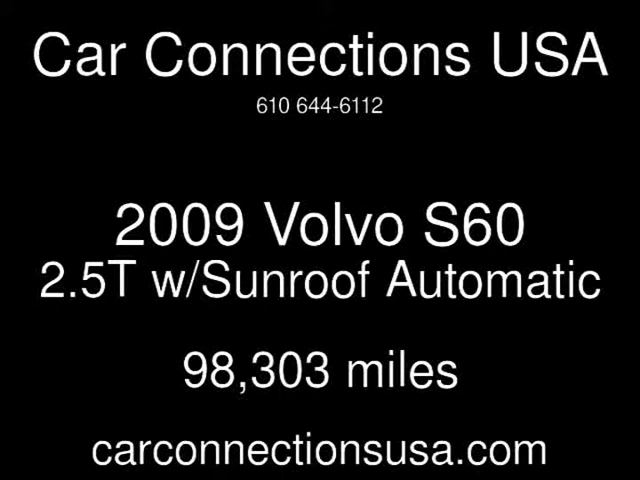 Car Connections USA
610 644-6112
2009 Volvo S60
2.5T w/Sunroof Automatic
98,303 miles
carconnectionsusa.com